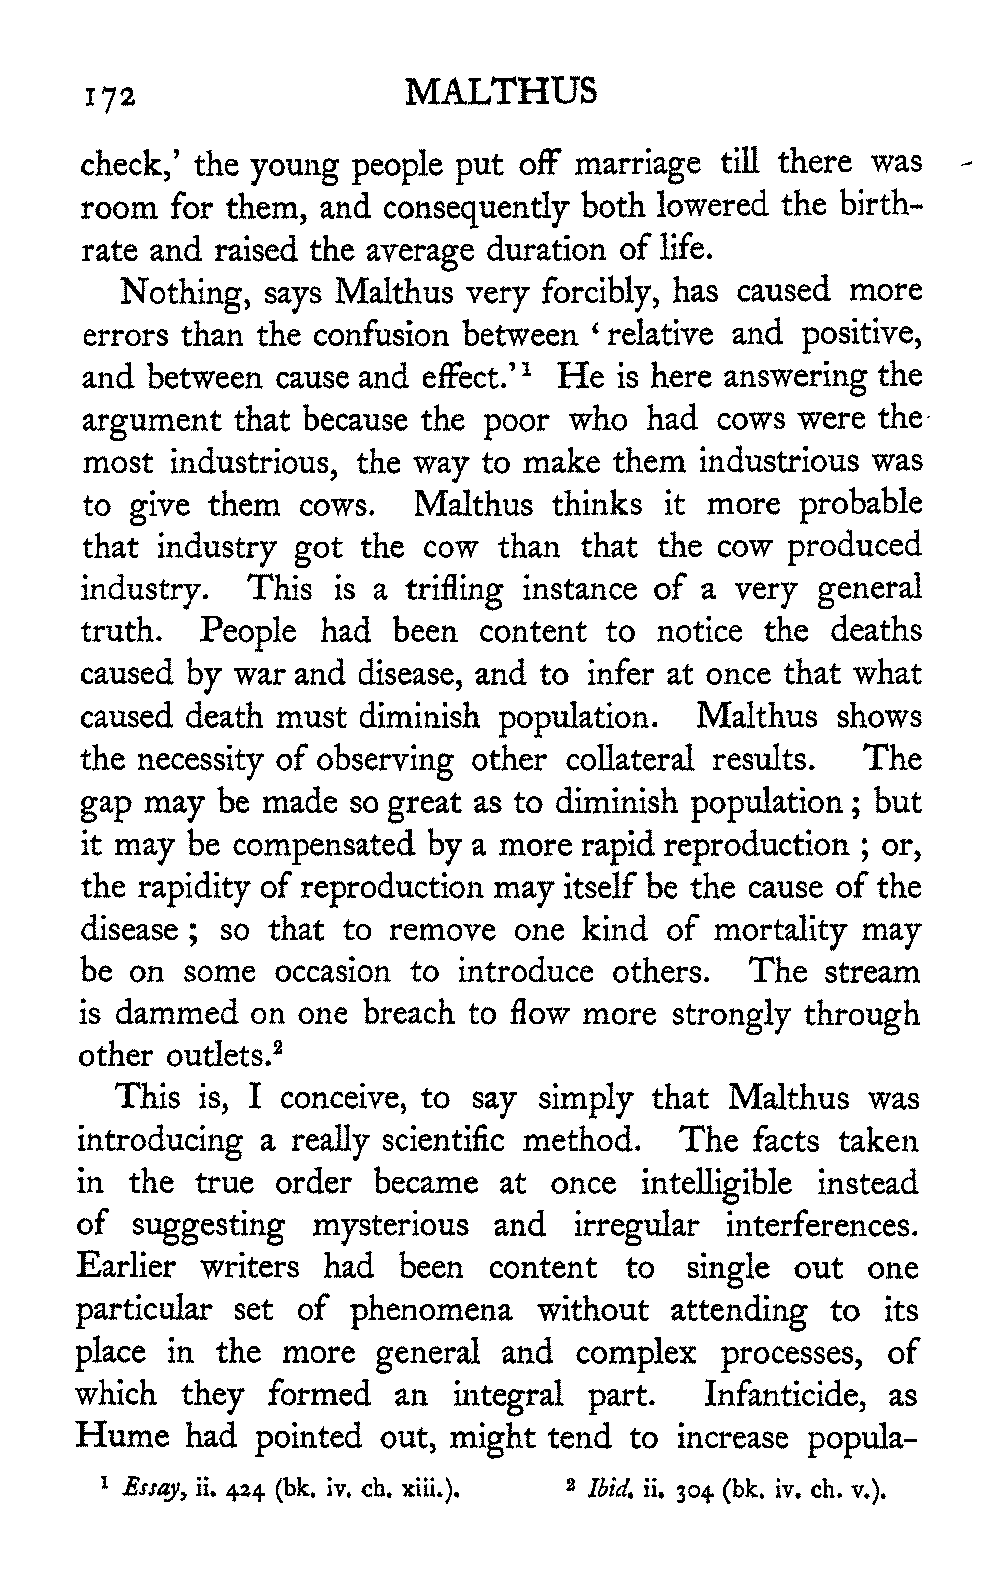 172 MALTHUS
check,’ the young people put off marriage till there was
room for them, and consequently both lowered the birth-
rate and raised the average duration of life.
Nothing, says Malthus very forcibly, has caused more
errors than the confusion between ‘ relative and positive,
and between cause and effect.’¹ He is here answering the
argument that because the poor who had cows were the
most industrious, the way to make them industrious was
to give them cows. Malthus thinks it more probable
that industry got the cow than that the cow produced
industry. This is a trifling instance of a very general
truth. People had been content to notice the deaths
caused by war and disease, and to infer at once that what
caused death must diminish population. Malthus shows
the necessity of observing other collateral results. The
gap may be made so great as to diminish population ; but
it may be compensated by a more rapid reproduction ; or,
the rapidity of reproduction may itself be the cause of the
disease ; so that to remove one kind of mortality may
be on some occasion to introduce others. The stream
is dammed on one breach to flow more strongly through
other outlets.²
This is, I conceive, to say simply that Malthus was
introducing a really scientific method. The facts taken
in the true order became at once intelligible instead
of suggesting mysterious and irregular interferences.
Earlier writers had been content to single out one
particular set of phenomena without attending to its
place in the more general and complex processes, of
which they formed an integral part. Infanticide, as
Hume had pointed out, might tend to increase popula-
¹ Essay, ii. 424 (bk. iv. ch. xiii.). ² Ibid. ii. 304 (bk. iv. ch. v.).